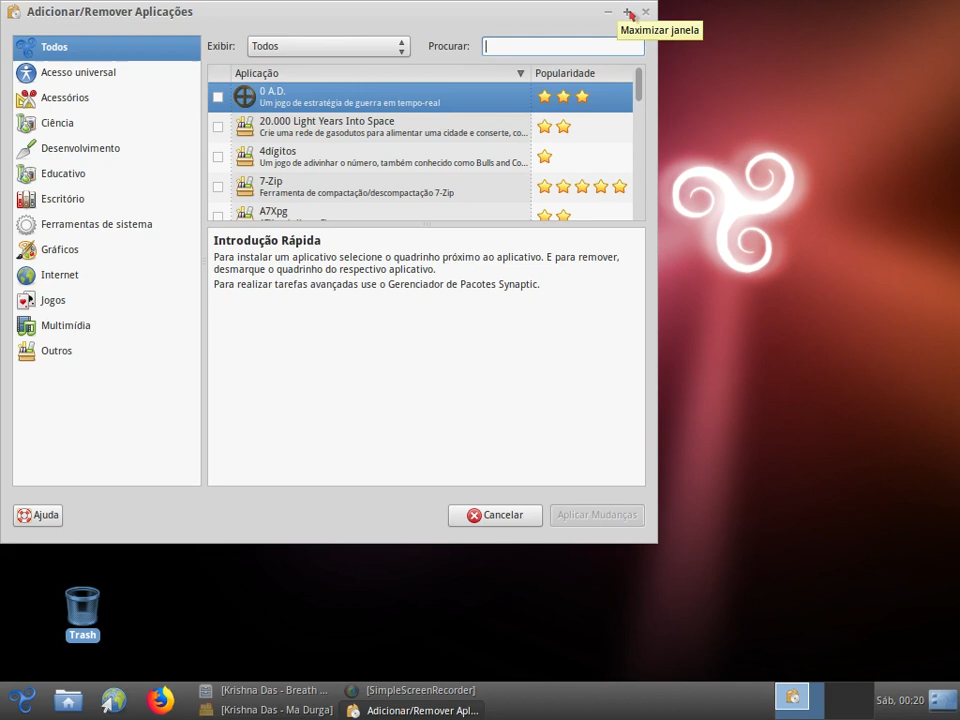 Adicionar/Remover Aplicações
Maximizar janela
Exibir: Todos Procurar:
Todos
Acesso universal
Acessórios
Ciência
Desenvolvimento
Educativo
Escritório
Ferramentas de sistema
Gráficos
Internet
Jogos
Multimídia
Outros
Aplicação Popularidade
0 A.D.
Um jogo de estratégia de guerra em tempo-real
20.000 Light Years Into Space
Crie uma rede de gasodutos para alimentar uma cidade e conserte, co...
4dígitos
Um jogo de adivinhar o número, também conhecido como Bulls and Co...
7-Zip
Ferramenta de compactação/descompactação 7-Zip
A7Xpg
Introdução Rápida
Para instalar um aplicativo selecione o quadrinho próximo ao aplicativo. E para remover,
desmarque o quadrinho do respectivo aplicativo.
Para realizar tarefas avançadas use o Gerenciador de Pacotes Synaptic.
Ajuda
Cancelar
Aplicar Mudanças
Trash
[Krishna Das - Breath ...
[SimpleScreenRecorder]
[Krishna Das - Ma Durga]
Adicionar/Remover Apl...
Sáb, 00:20